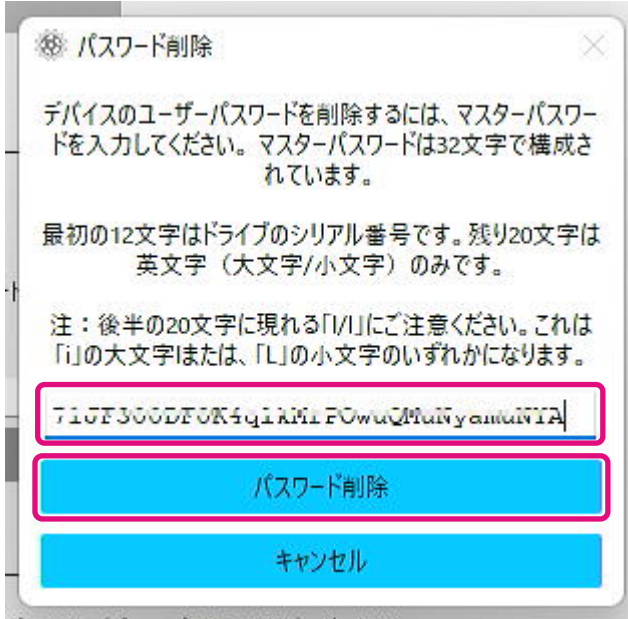 パスワード削除
デバイスのユーザーパスワードを削除するには、マスターパスワー
ドを入力してください。マスターパスワードは32文字で構成さ
れています。
最初の12文字はドライブのシリアル番号です。残り20文字は
英文字（大文字/小文字）のみです。
注：後半の20文字に現れる「I/l」にご注意ください。これは
「i」の大文字Iまたは、「L」の小文字のいずれかになります。
パスワード削除
キャンセル